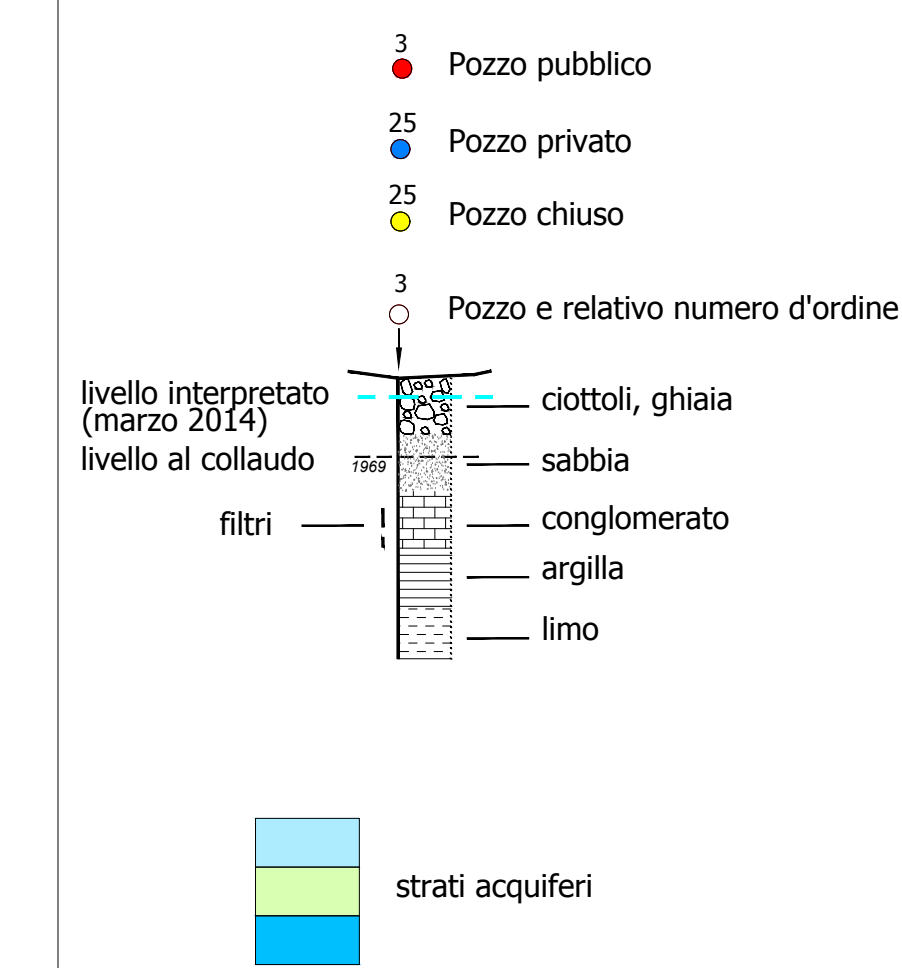 3
Pozzo pubblico
25
Pozzo privato
25
Pozzo chiuso
3
Pozzo e relativo numero d'ordine
livello interpretato
(marzo 2014)
ciottoli, ghiaia
livello al collaudo
1969
sabbia
filtri
conglomerato
argilla
limo
strati acquiferi